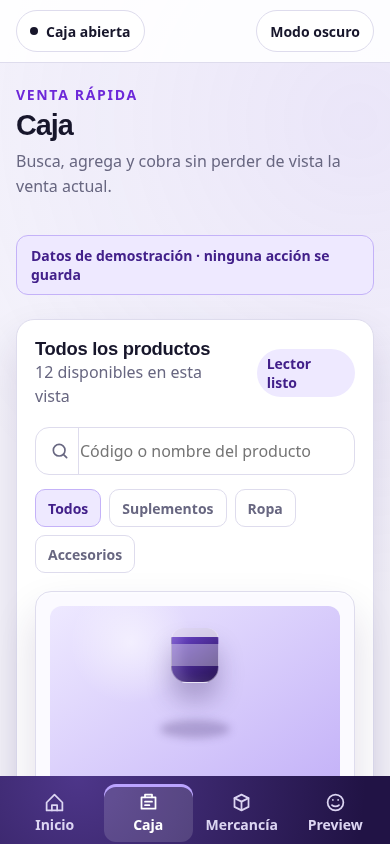 Caja abierta
Modo oscuro
VENTA RÁPIDA
Caja
Busca, agrega y cobra sin perder de vista la
venta actual.
Datos de demostración · ninguna acción se
guarda
Todos los productos
12 disponibles en esta
vista
Lector
listo
Código o nombre del producto
Todos
Suplementos
Ropa
Accesorios
Inicio
Caja
Mercancía
Preview